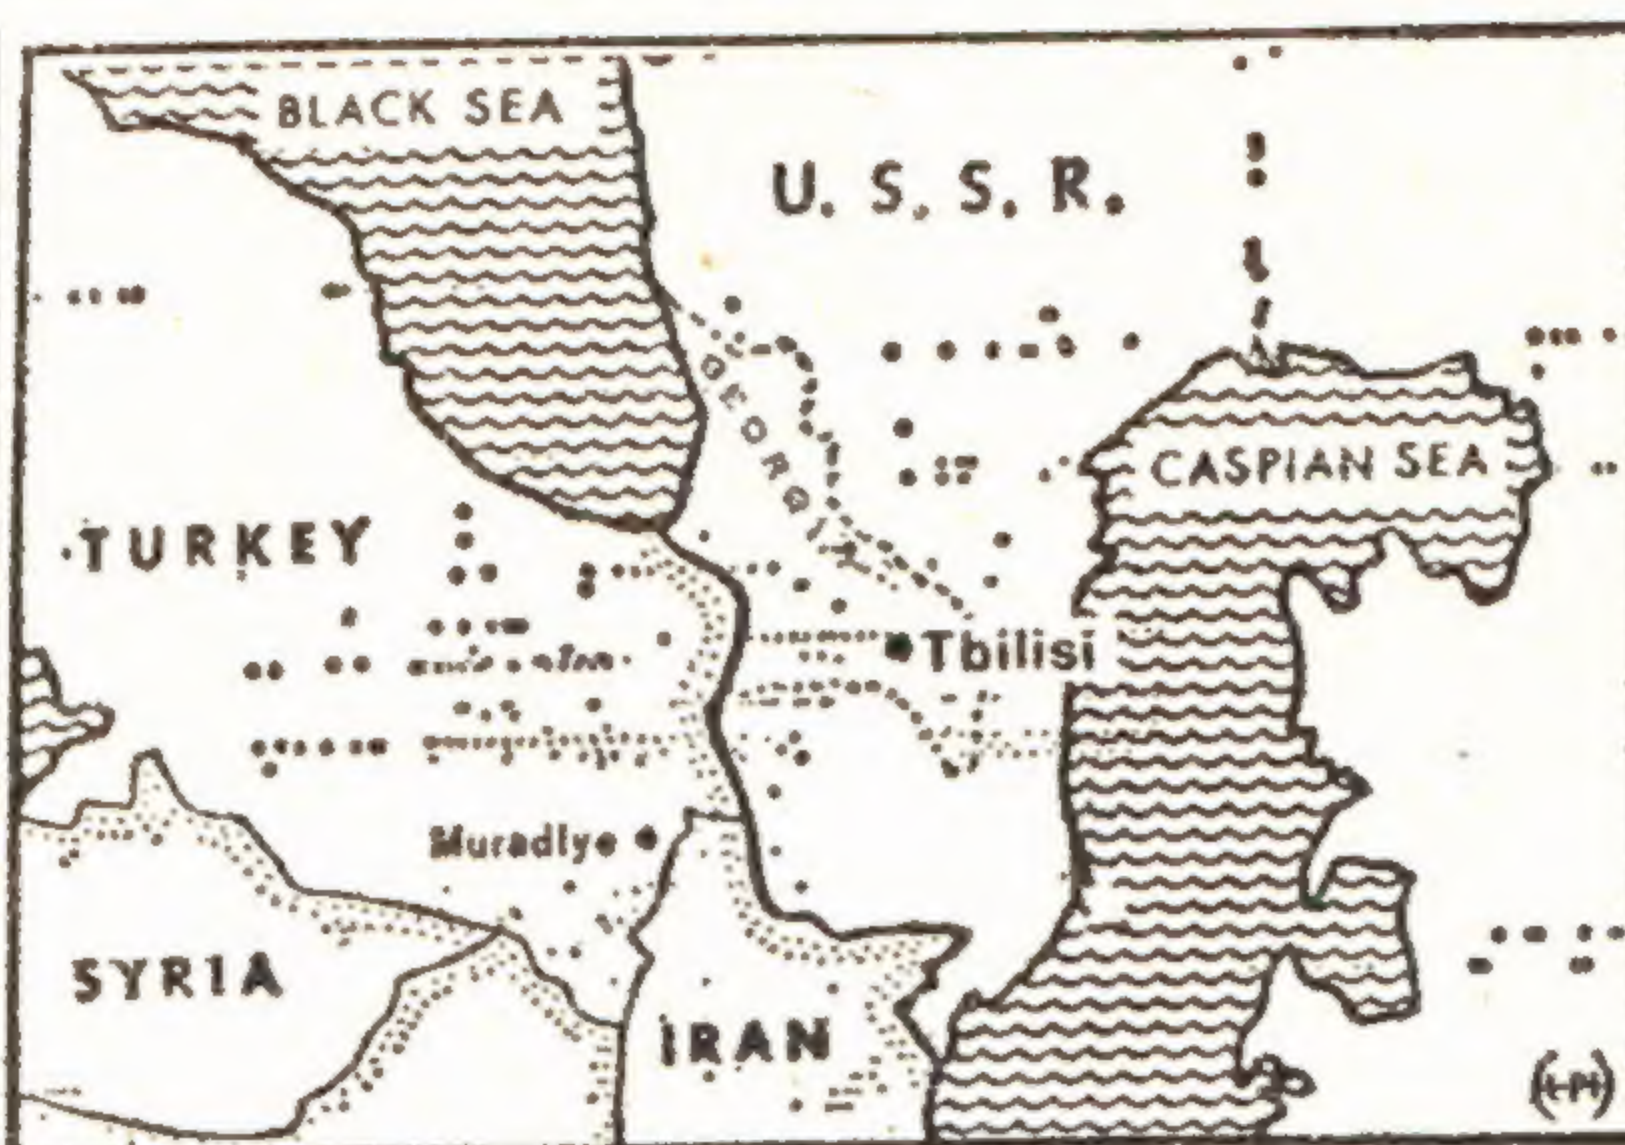 BLACK SEA
U. S. S. R.
GEORGIA
CASPIAN SEA
TURKEY
Tbilisi
Muradiye
SYRIA
IRAN